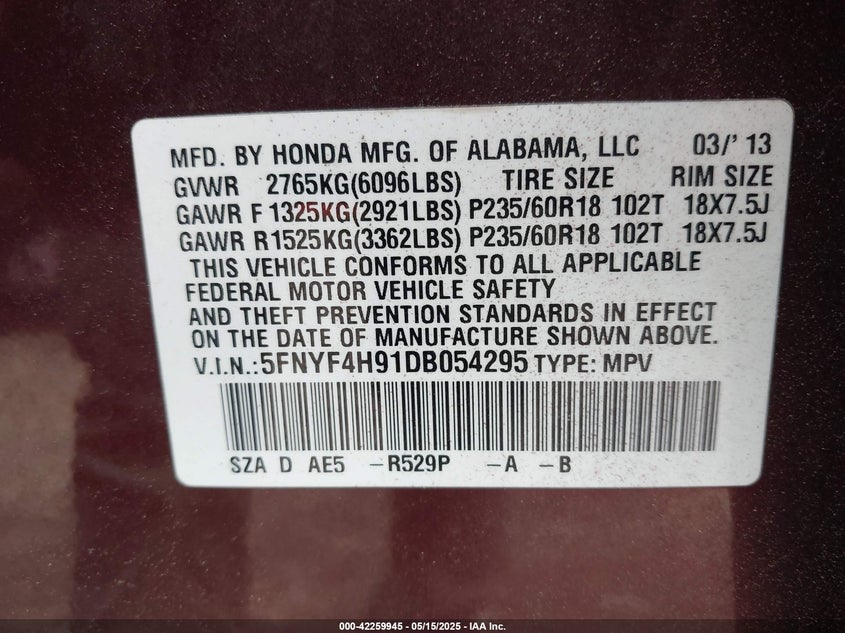 MFD. BY HONDA MFG. OF ALABAMA, LLC 03/' 13
GVWR 2765KG(6096LBS) TIRE SIZE RIM SIZE
GAWR F 1325KG(2921LBS) P235/60R18 102T 18X7.5J
GAWR R1525KG(3362LBS) P235/60R18 102T 18X7.5J
THIS VEHICLE CONFORMS TO ALL APPLICABLE
FEDERAL MOTOR VEHICLE SAFETY
AND THEFT PREVENTION STANDARDS IN EFFECT
ON THE DATE OF MANUFACTURE SHOWN ABOVE.
V.I.N.:5FNYF4H91DB054295 TYPE: MPV
SZA D AE5 -R529P -A -B
000-42259945 - 05/15/2025 - IAA Inc.